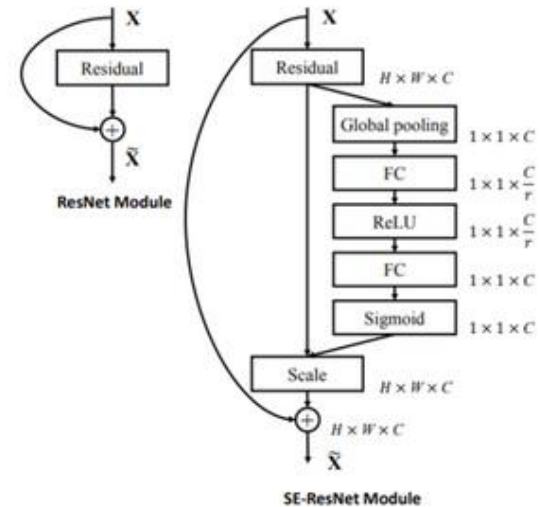 X
Residual
+
X̃
ResNet Module
X
Residual
H × W × C
Global pooling
1 × 1 × C
FC
1 × 1 × C/r
ReLU
1 × 1 × C/r
FC
1 × 1 × C
Sigmoid
1 × 1 × C
Scale
H × W × C
+
H × W × C
X̃
SE-ResNet Module